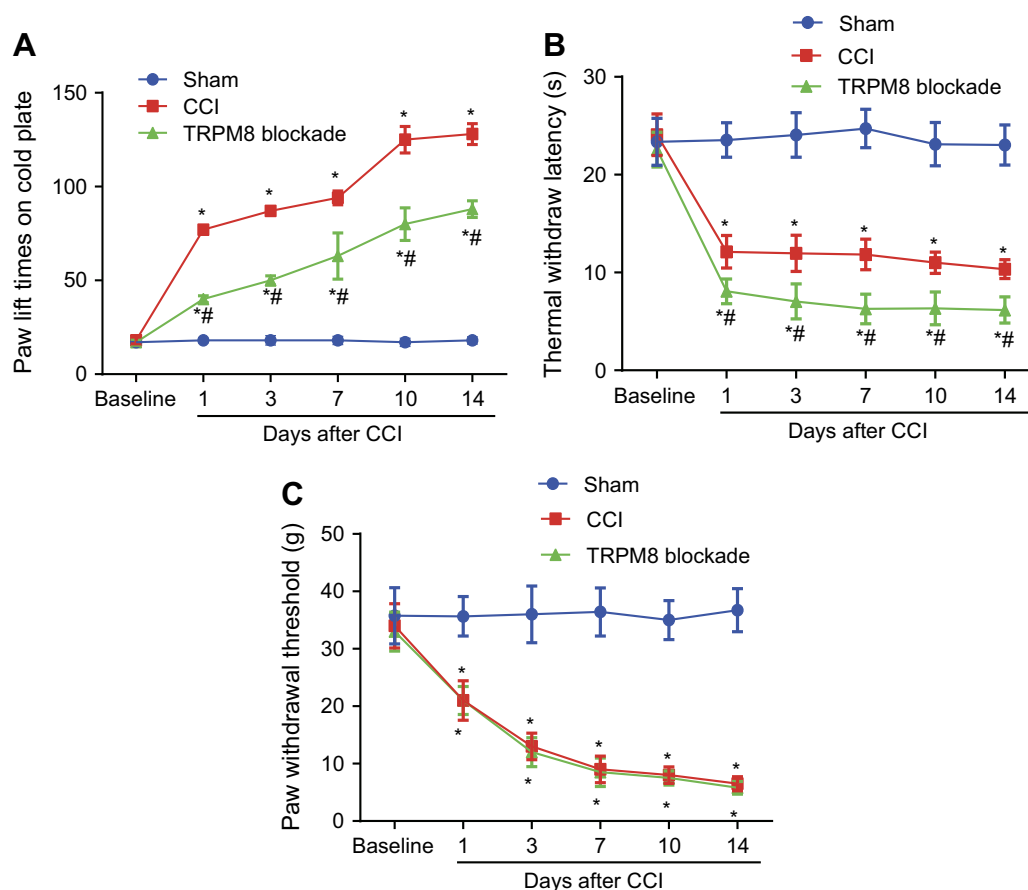 A
Sham
CCI
TRPM8 blockade
Paw lift times on cold plate
150
*
*
100
*
*
*
*#
*#
50
*#
*#
*#
0
Baseline 1 3 7 10 14
Days after CCI
B
Sham
CCI
TRPM8 blockade
Thermal withdraw latency (s)
30
20
* * * * *
10
*# *# *# *# *#
0
Baseline 1 3 7 10 14
Days after CCI
C
Sham
CCI
TRPM8 blockade
Paw withdrawal threshold (g)
50
40
30
*
20
*
*
10
* * *
*
* *
*
0
Baseline 1 3 7 10 14
Days after CCI